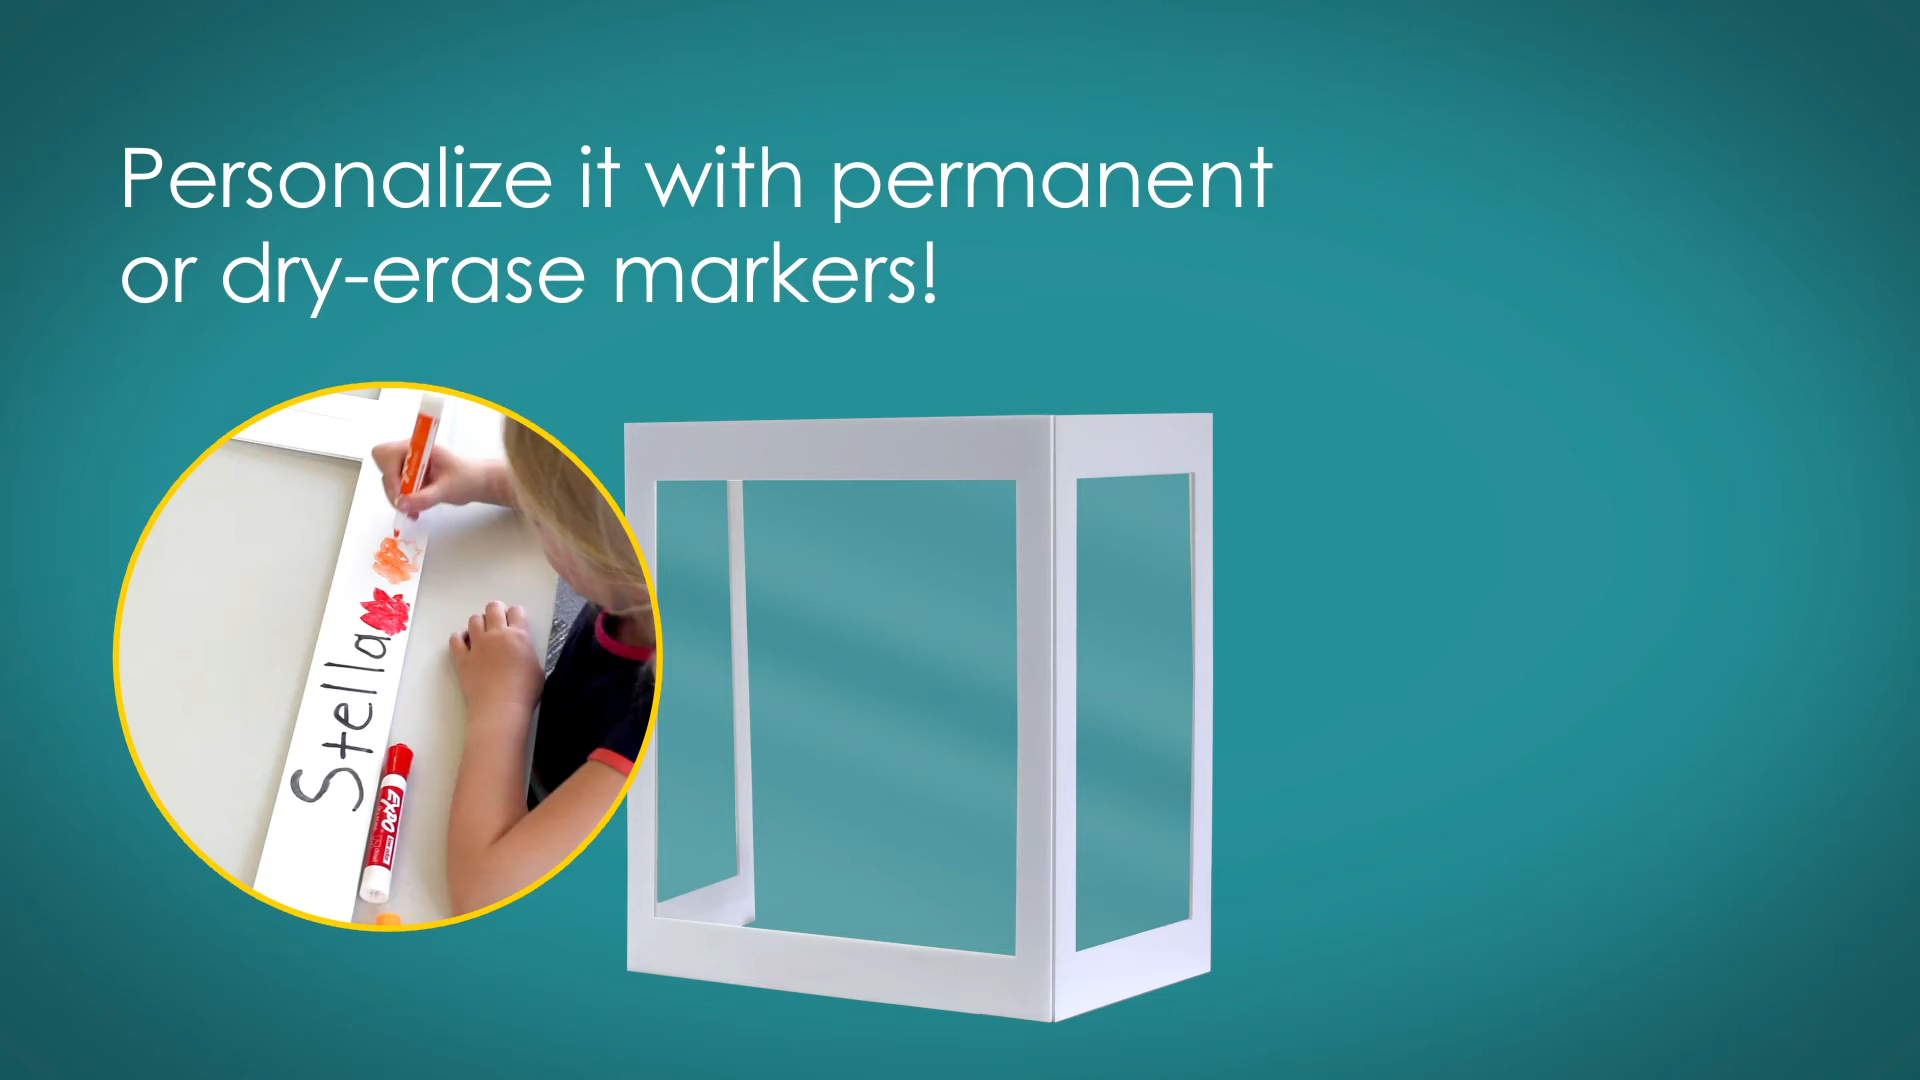 Personalize it with permanent
or dry-erase markers!
Stella
EXPO